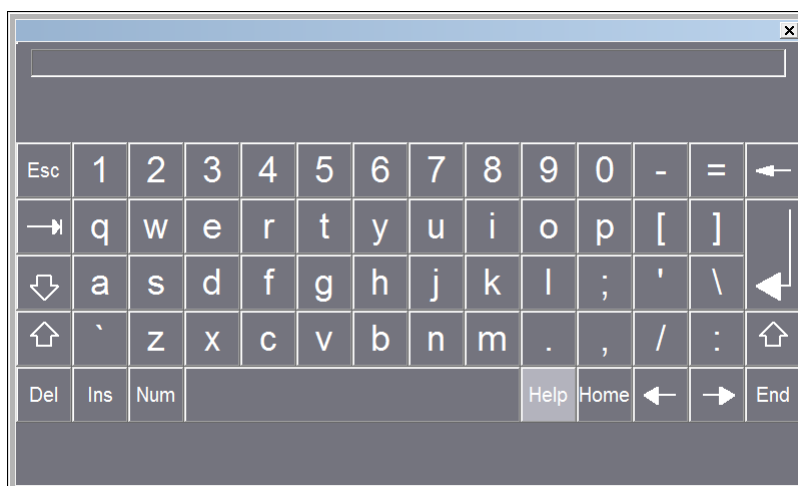 Esc 1 2 3 4 5 6 7 8 9 0 - =
q w e r t y u i o p [ ]
a s d f g h j k l ; ' \
` z x c v b n m . , / :
Del Ins Num Help Home End